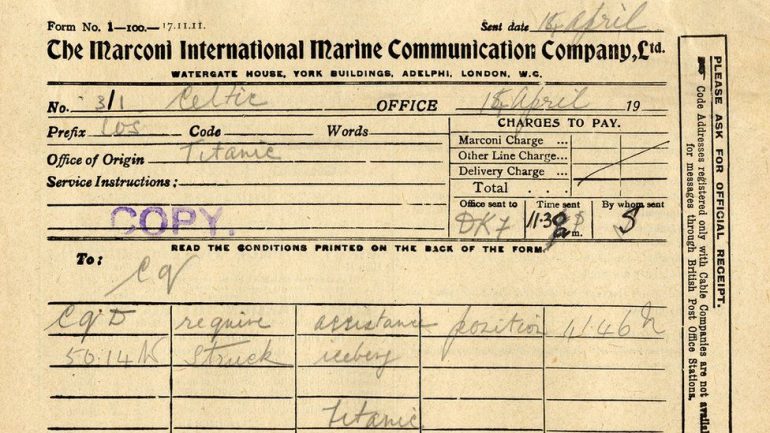 Form No. 1—100.—17.11.11. Sent date 15 April
The Marconi International Marine Communication Company, Ltd.
WATERGATE HOUSE, YORK BUILDINGS, ADELPHI, LONDON, W.C.
No. 3/1 Celtic OFFICE 15 April 19
Prefix Code Words
Office of Origin Titanic
Service Instructions:
CHARGES TO PAY.
Marconi Charge ...
Other Line Charge...
Delivery Charge ...
Total . . .
Office sent to Time sent By whom sent
DKF 11.30 m. S
COPY.
READ THE CONDITIONS PRINTED ON THE BACK OF THE FORM.
To: CQ
CQD require assistance position
50.14N Struck iceberg
Titanic
PLEASE ASK FOR OFFICIAL RECEIPT.
Code Addresses registered only with Cable Companies are not available
for messages through British Post Office Stations.